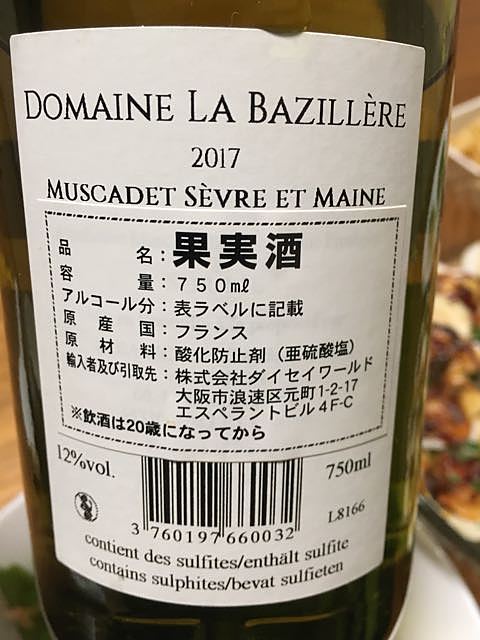 DOMAINE LA BAZILLÈRE
2017
MUSCADET SÈVRE ET MAINE
品名：果実酒
容量：７５０㎖
アルコール分：表ラベルに記載
原産国：フランス
原材料：酸化防止剤（亜硫酸塩）
輸入者及び引取先：株式会社ダイセイワールド
大阪市浪速区元町1-2-17
エスペラントビル４F-C
※飲酒は20歳になってから
12%vol.
750ml
L8166
3 760197 660032
contient des sulfites/enthält sulfite
contains sulphites/bevat sulfieten